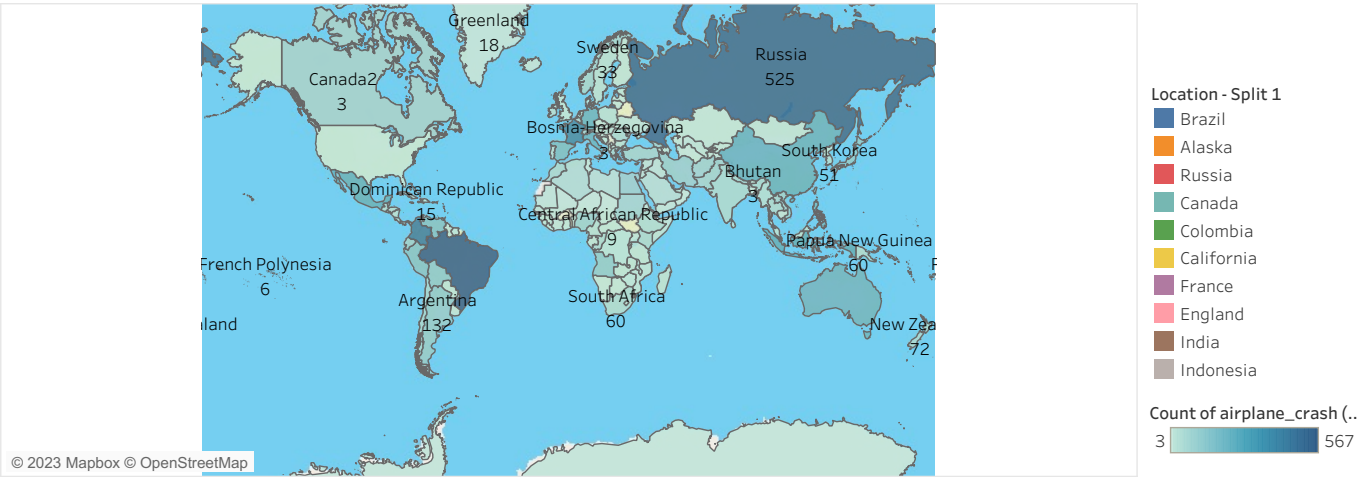 Greenland
18
Sweden
33
Russia
525
Canada2
3
Bosnia-Herzegovina
3
South Korea
51
Bhutan
3
Dominican Republic
15
Central African Republic
9
Papua New Guinea
60
French Polynesia
6
F
Argentina
132
South Africa
60
aland
New Zea
72
© 2023 Mapbox © OpenStreetMap
Location - Split 1
Brazil
Alaska
Russia
Canada
Colombia
California
France
England
India
Indonesia
Count of airplane_crash (..
3
567